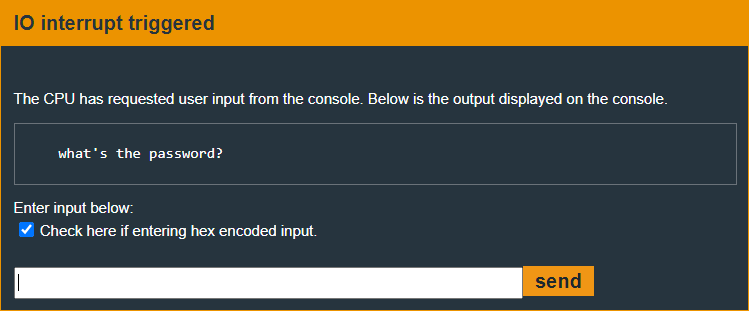 IO interrupt triggered
The CPU has requested user input from the console. Below is the output displayed on the console.
what's the password?
Enter input below:
Check here if entering hex encoded input.
send